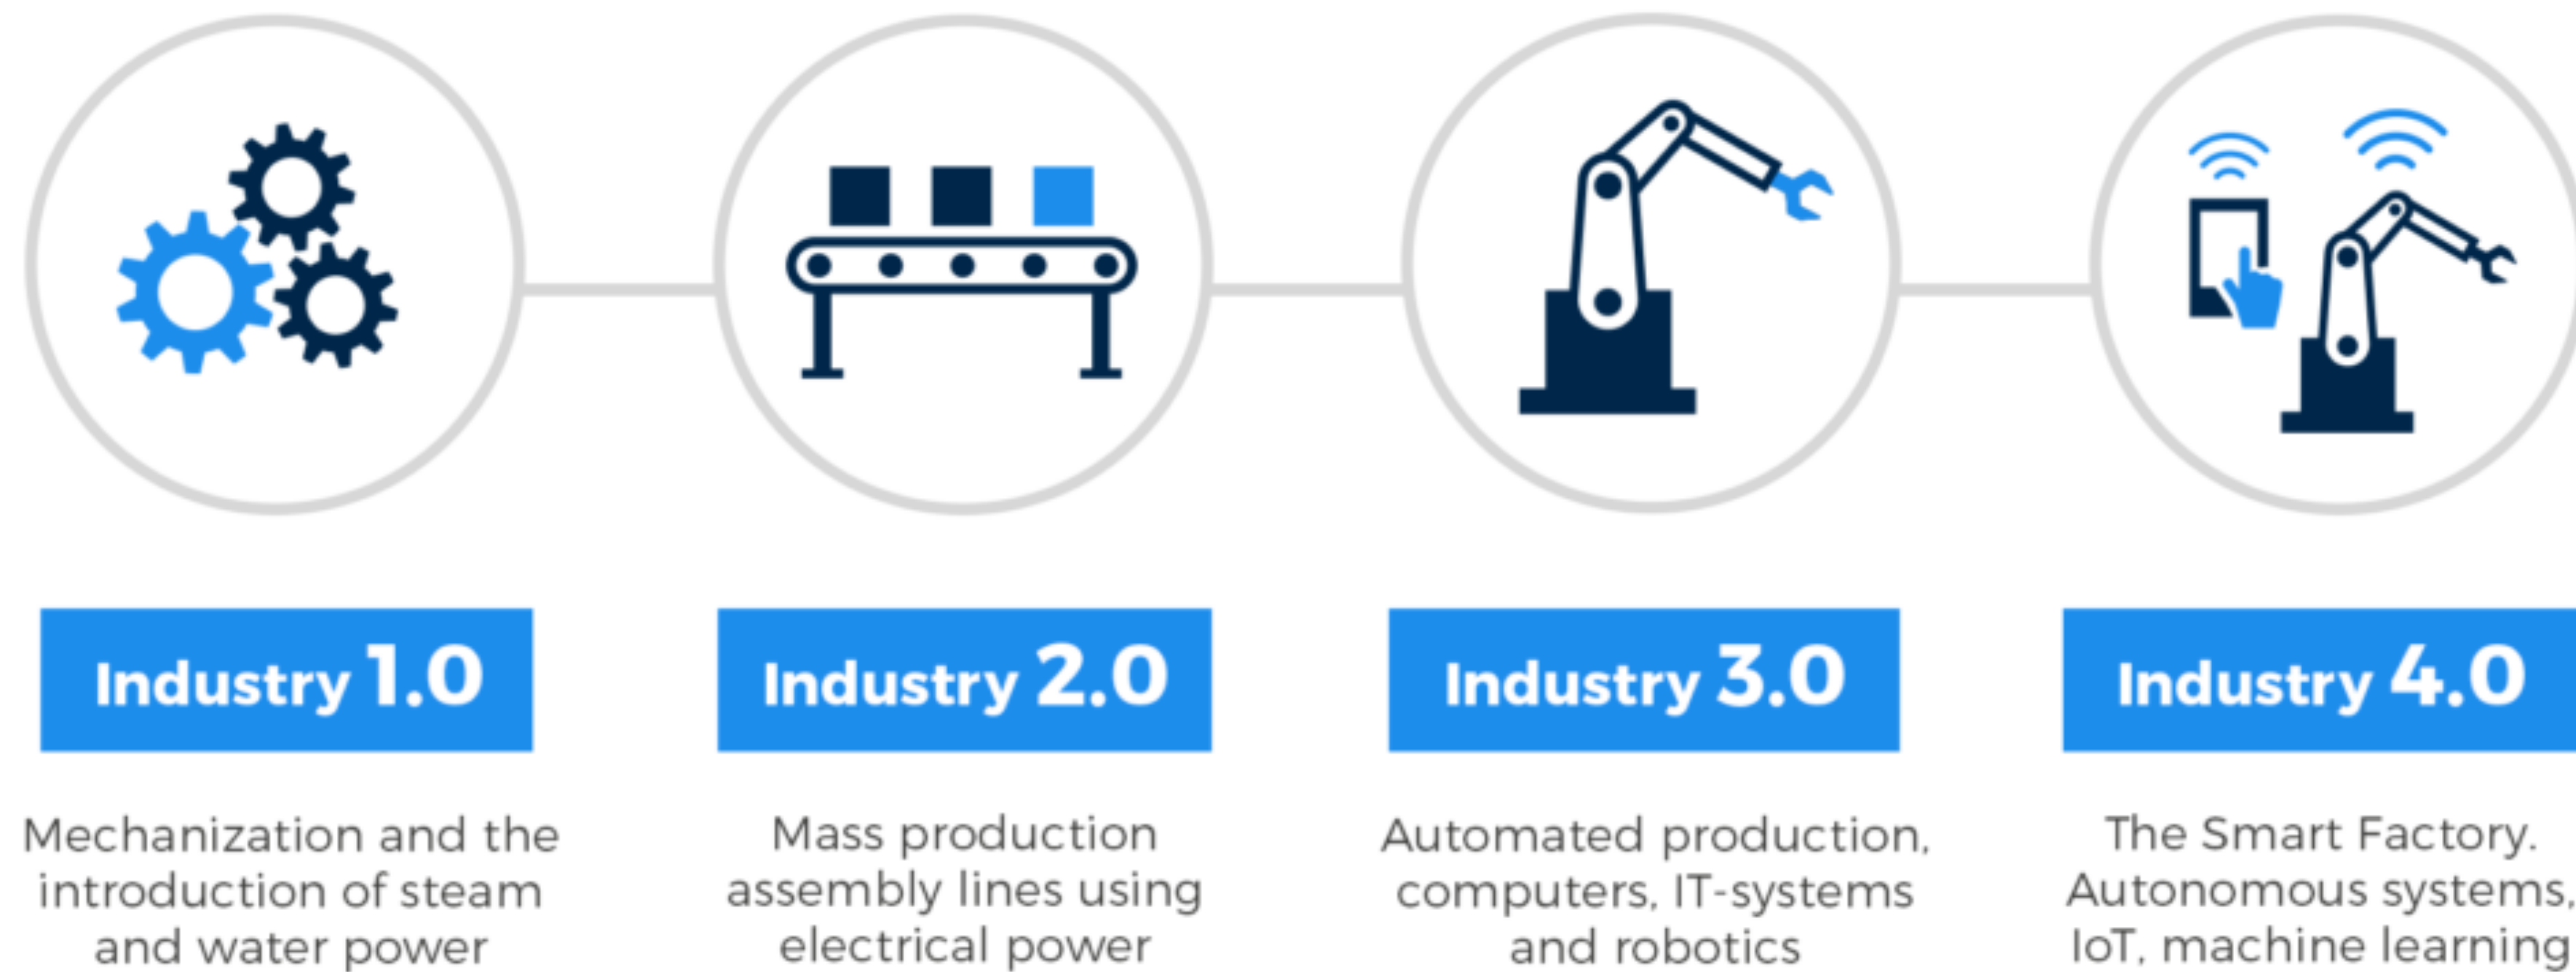 Industry 1.0
Mechanization and the
introduction of steam
and water power
Industry 2.0
Mass production
assembly lines using
electrical power
Industry 3.0
Automated production,
computers, IT-systems
and robotics
Industry 4.0
The Smart Factory.
Autonomous systems,
IoT, machine learning